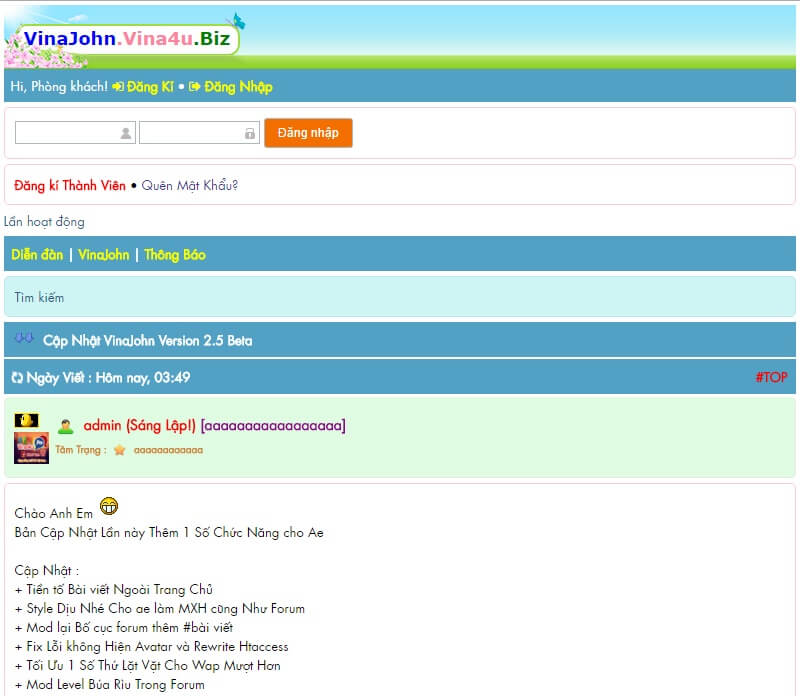 VinaJohn.Vina4u.Biz
Hi, Phòng khách! Đăng Kí • Đăng Nhập
Đăng nhập
Đăng kí Thành Viên • Quên Mật Khẩu?
Lần hoạt động
Diễn đàn | VinaJohn | Thông Báo
Tìm kiếm
Cập Nhật VinaJohn Version 2.5 Beta
Ngày Viết : Hôm nay, 03:49 #TOP
admin (Sáng Lập!) [aaaaaaaaaaaaaaaaa]
Tâm Trạng : aaaaaaaaaaaa
Chào Anh Em
Bản Cập Nhật Lần này Thêm 1 Số Chức Năng cho Ae
Cập Nhật :
+ Tiền tố Bài viết Ngoài Trang Chủ
+ Style Dịu Nhé Cho ae làm MXH cũng Như Forum
+ Mod lại Bố cục forum thêm #bài viết
+ Fix Lỗi không Hiện Avatar và Rewrite Htaccess
+ Tối Ưu 1 Số Thứ Lặt Vặt Cho Wap Mượt Hơn
+ Mod Level Búa Rìu Trong Forum